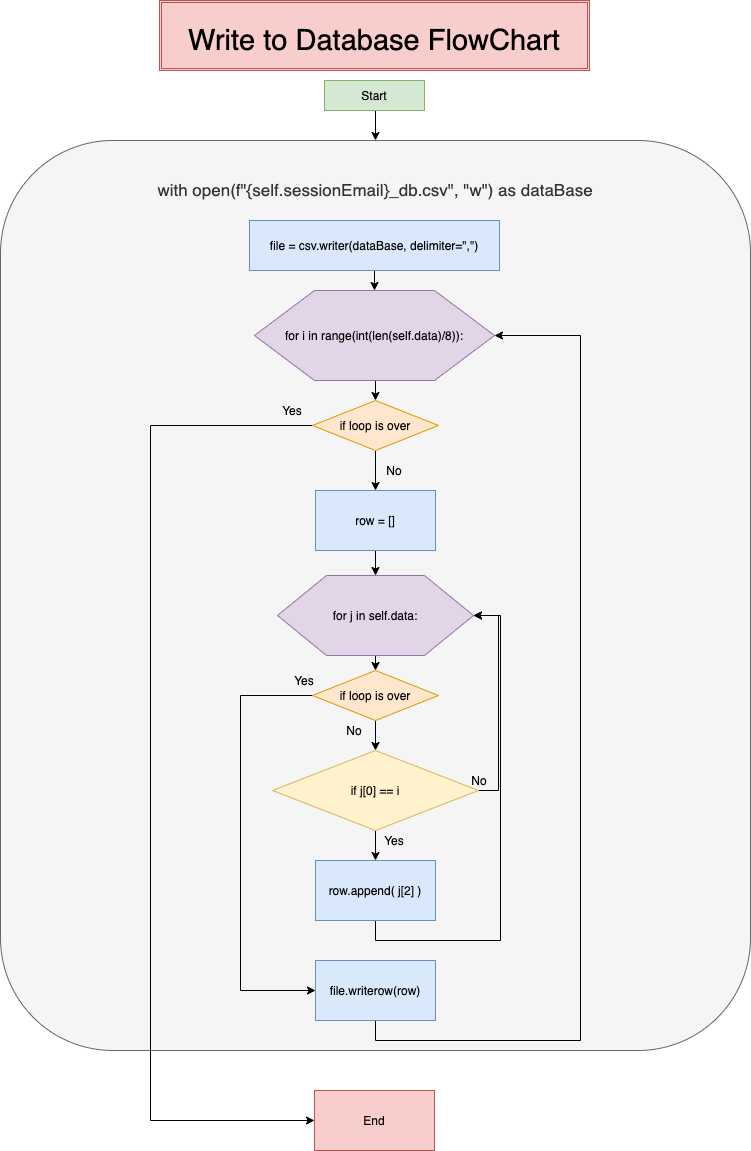 Write to Database FlowChart
Start
with open(f"{self.sessionEmail}_db.csv", "w") as dataBase
file = csv.writer(dataBase, delimiter=",")
for i in range(int(len(self.data)/8)):
Yes
if loop is over
No
row = []
for j in self.data:
Yes
if loop is over
No
if j[0] == i
No
Yes
row.append( j[2] )
file.writerow(row)
End